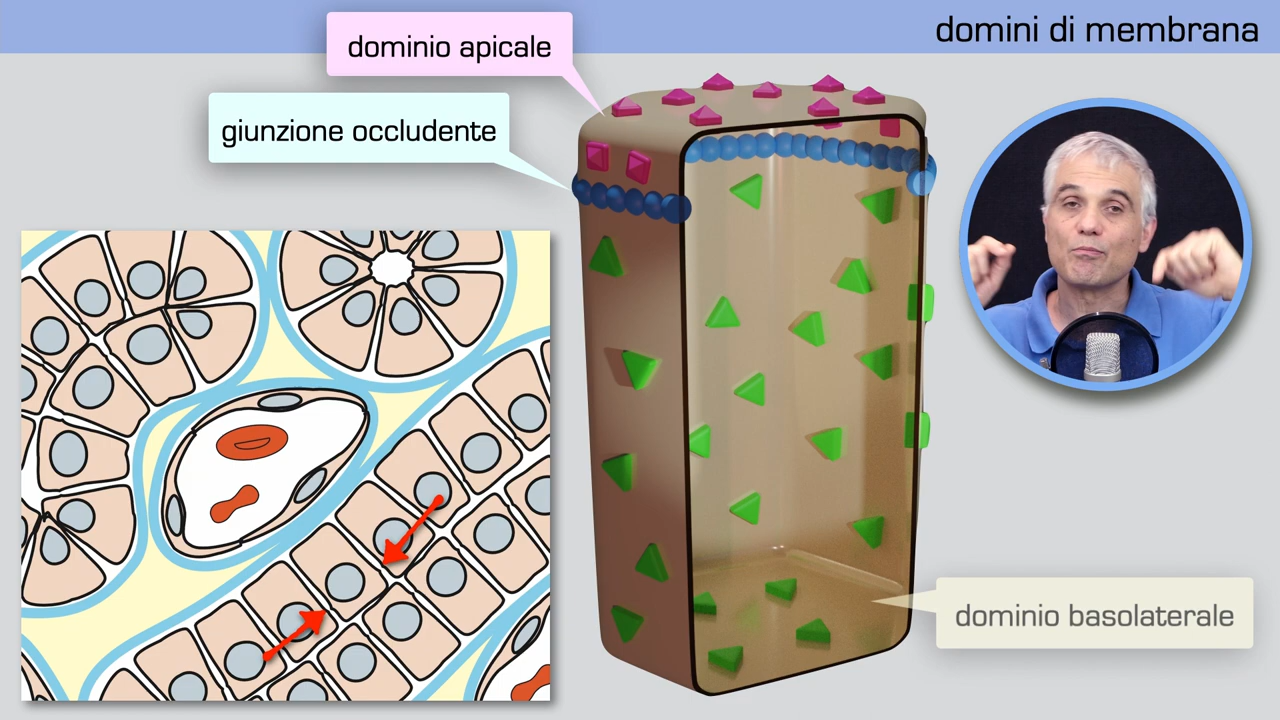 domini di membrana
dominio apicale
giunzione occludente
dominio basolaterale